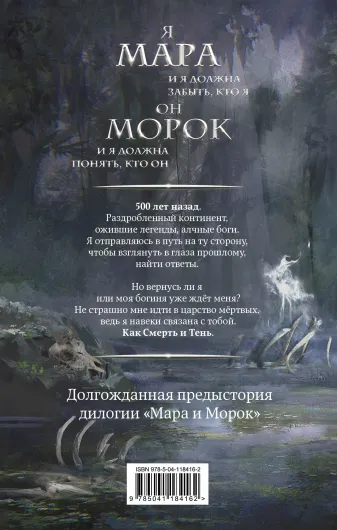 Я
МАРА
И Я ДОЛЖНА
ЗАБЫТЬ, КТО Я
ОН
МОРОК
И Я ДОЛЖНА
ПОНЯТЬ, КТО ОН
500 лет назад.
Раздробленный континент,
ожившие легенды, алчные боги.
Я отправляюсь в путь на ту сторону,
чтобы взглянуть в глаза прошлому,
найти ответы.
Но вернусь ли я
или моя богиня уже ждёт меня?
Не страшно мне идти в царство мёртвых,
ведь я навеки связана с тобой.
Как Смерть и Тень.
Долгожданная предыстория
дилогии «Мара и Морок»
ISBN 978-5-04-118416-2
9 785041 184162 >